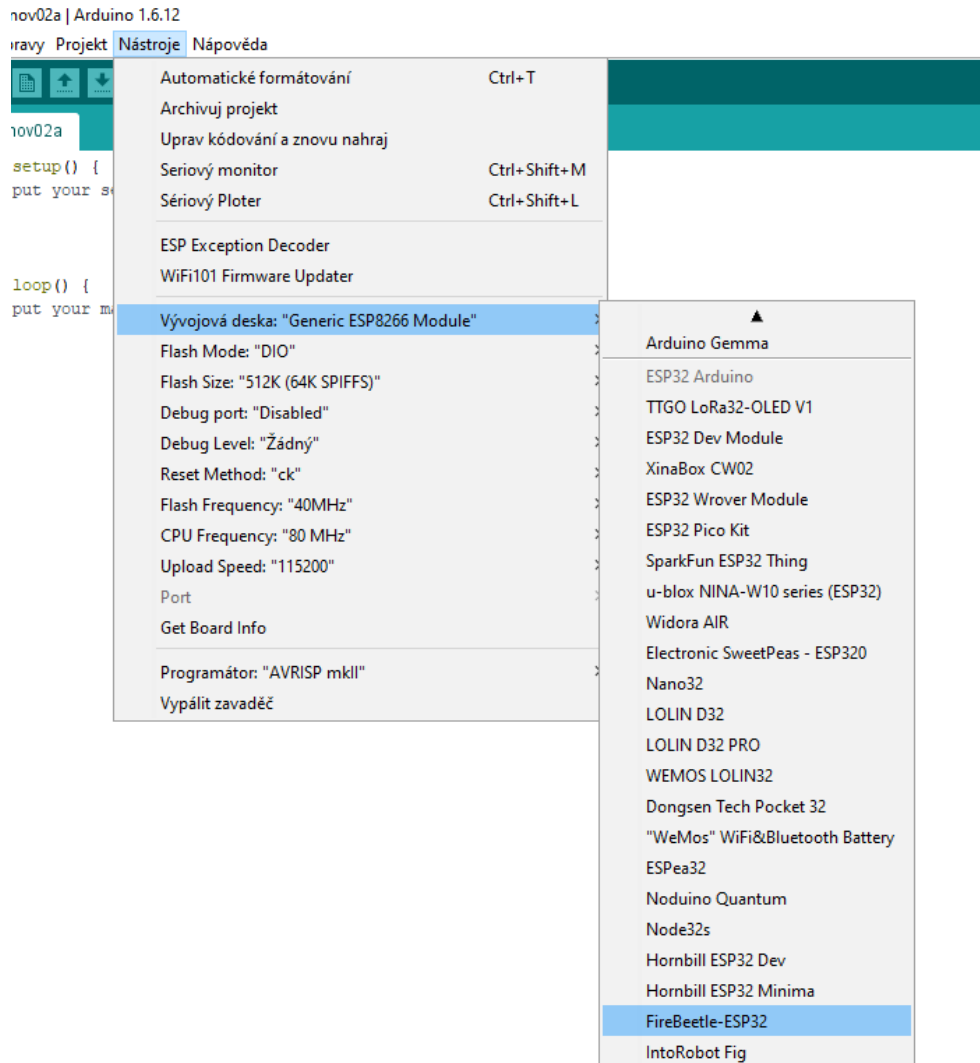 nov02a | Arduino 1.6.12
pravy Projekt Nástroje Nápověda
Automatické formátování Ctrl+T
Archivuj projekt
nov02a
Uprav kódování a znovu nahraj
setup() {
Seriový monitor Ctrl+Shift+M
put your se
Sériový Ploter Ctrl+Shift+L
ESP Exception Decoder
WiFi101 Firmware Updater
loop() {
put your ma
Vývojová deska: "Generic ESP8266 Module"
Flash Mode: "DIO"
Flash Size: "512K (64K SPIFFS)"
Debug port: "Disabled"
Debug Level: "Žádný"
Reset Method: "ck"
Flash Frequency: "40MHz"
CPU Frequency: "80 MHz"
Upload Speed: "115200"
Port
Get Board Info
Programátor: "AVRISP mkII"
Vypálit zavaděč
Arduino Gemma
ESP32 Arduino
TTGO LoRa32-OLED V1
ESP32 Dev Module
XinaBox CW02
ESP32 Wrover Module
ESP32 Pico Kit
SparkFun ESP32 Thing
u-blox NINA-W10 series (ESP32)
Widora AIR
Electronic SweetPeas - ESP320
Nano32
LOLIN D32
LOLIN D32 PRO
WEMOS LOLIN32
Dongsen Tech Pocket 32
"WeMos" WiFi&Bluetooth Battery
ESPea32
Noduino Quantum
Node32s
Hornbill ESP32 Dev
Hornbill ESP32 Minima
FireBeetle-ESP32
IntoRobot Fig